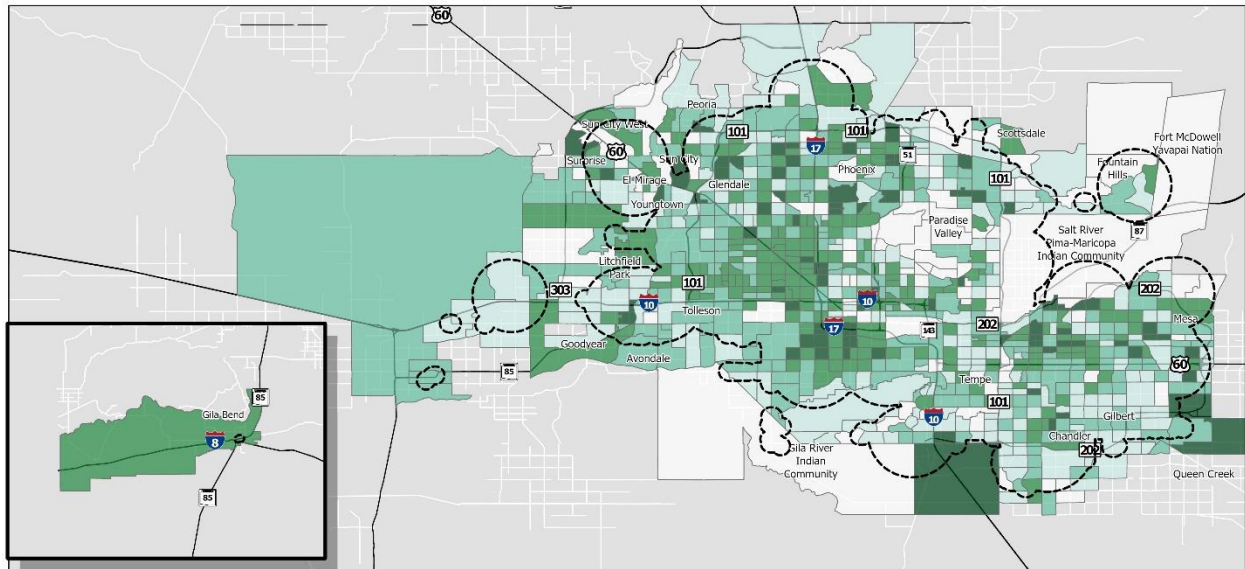 60
Peoria
Sun City West
101
101
Scottsdale
17
51
Fort McDowell
Yavapai Nation
60
Surprise
Sun City
Phoenix
Fountain
Hills
101
El Mirage
Glendale
Youngtown
Paradise
Valley
87
Salt River
Pima-Maricopa
Indian Community
Litchfield
Park
303
101
202
10
10
Tolleson
17
143
202
Mesa
Goodyear
Avondale
85
60
Tempe
101
10
Gilbert
Chandler
202
Gila River
Indian
Community
Queen Creek
85
Gila Bend
8
85